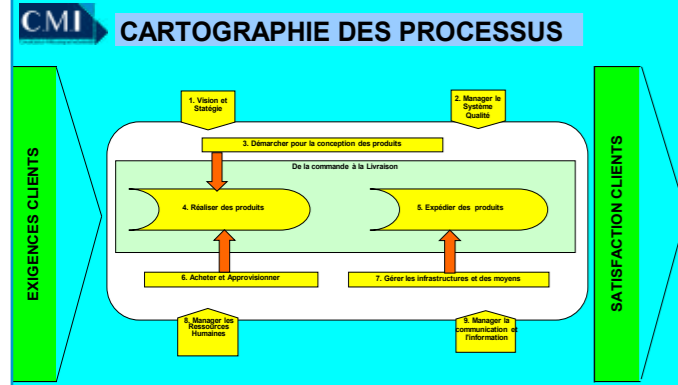 CMI
CARTOGRAPHIE DES PROCESSUS
EXIGENCES CLIENTS
1. Vision et
Statégie
2. Manager le
Système
Qualité
3. Démarcher pour la conception des produits
De la commande à la Livraison
4. Réaliser des produits
5. Expédier des produits
6. Acheter et Approvisionner
7. Gérer les infrastructures et des moyens
8. Manager les
Ressources
Humaines
9. Manager la
communication et
l'information
SATISFACTION CLIENTS